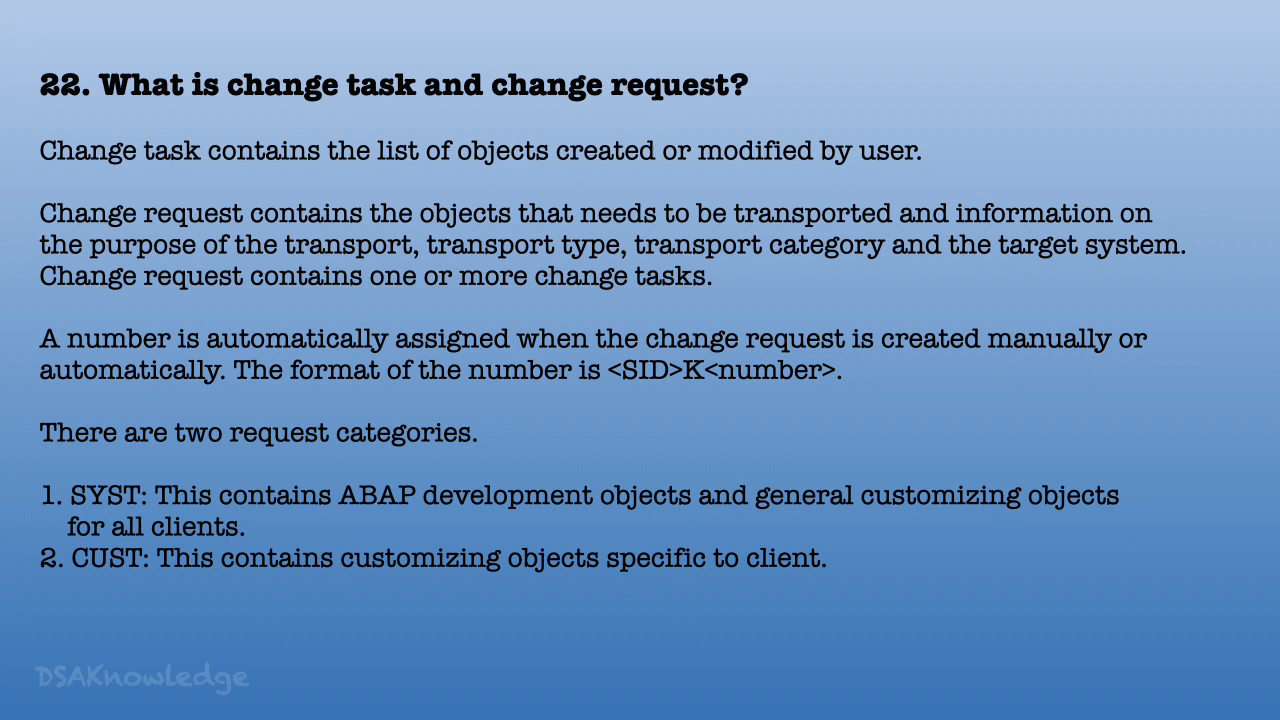 22. What is change task and change request?
Change task contains the list of objects created or modified by user.
Change request contains the objects that needs to be transported and information on
the purpose of the transport, transport type, transport category and the target system.
Change request contains one or more change tasks.
A number is automatically assigned when the change request is created manually or
automatically. The format of the number is <SID>K<number>.
There are two request categories.
1. SYST: This contains ABAP development objects and general customizing objects
for all clients.
2. CUST: This contains customizing objects specific to client.
DSAKnowledge